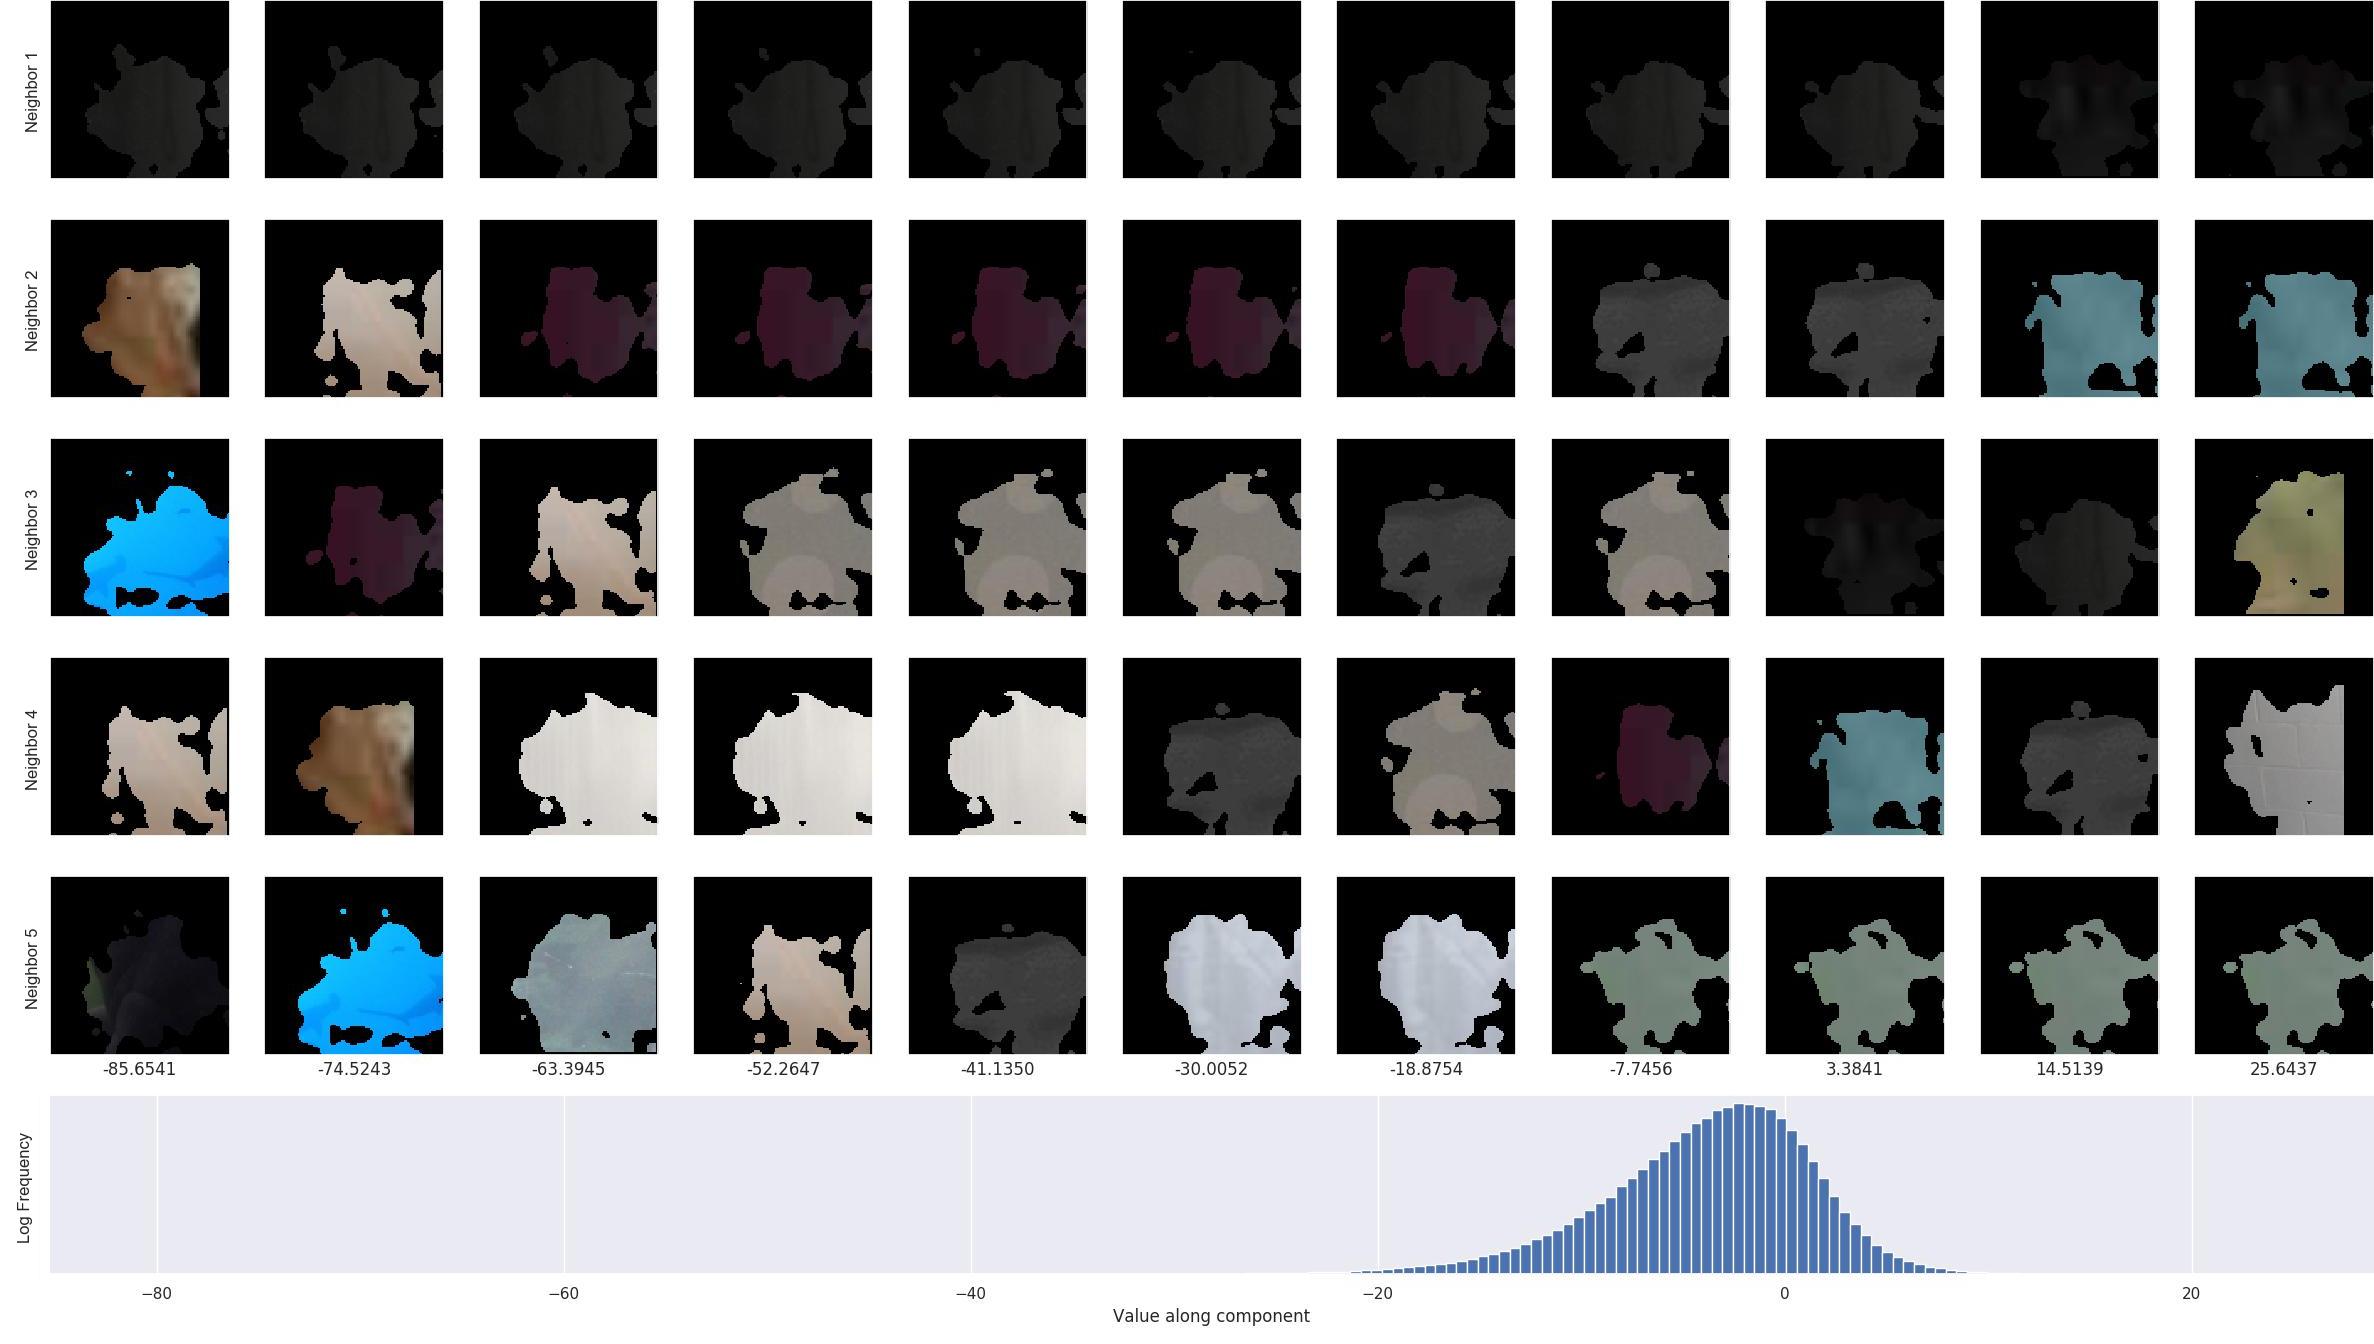 Neighbor 1
Neighbor 2
Neighbor 3
Neighbor 4
Neighbor 5
-85.6541 -74.5243 -63.3945 -52.2647 -41.1350 -30.0052 -18.8754 -7.7456 3.3841 14.5139 25.6437
Log Frequency
−80 −60 −40 −20 0 20
Value along component